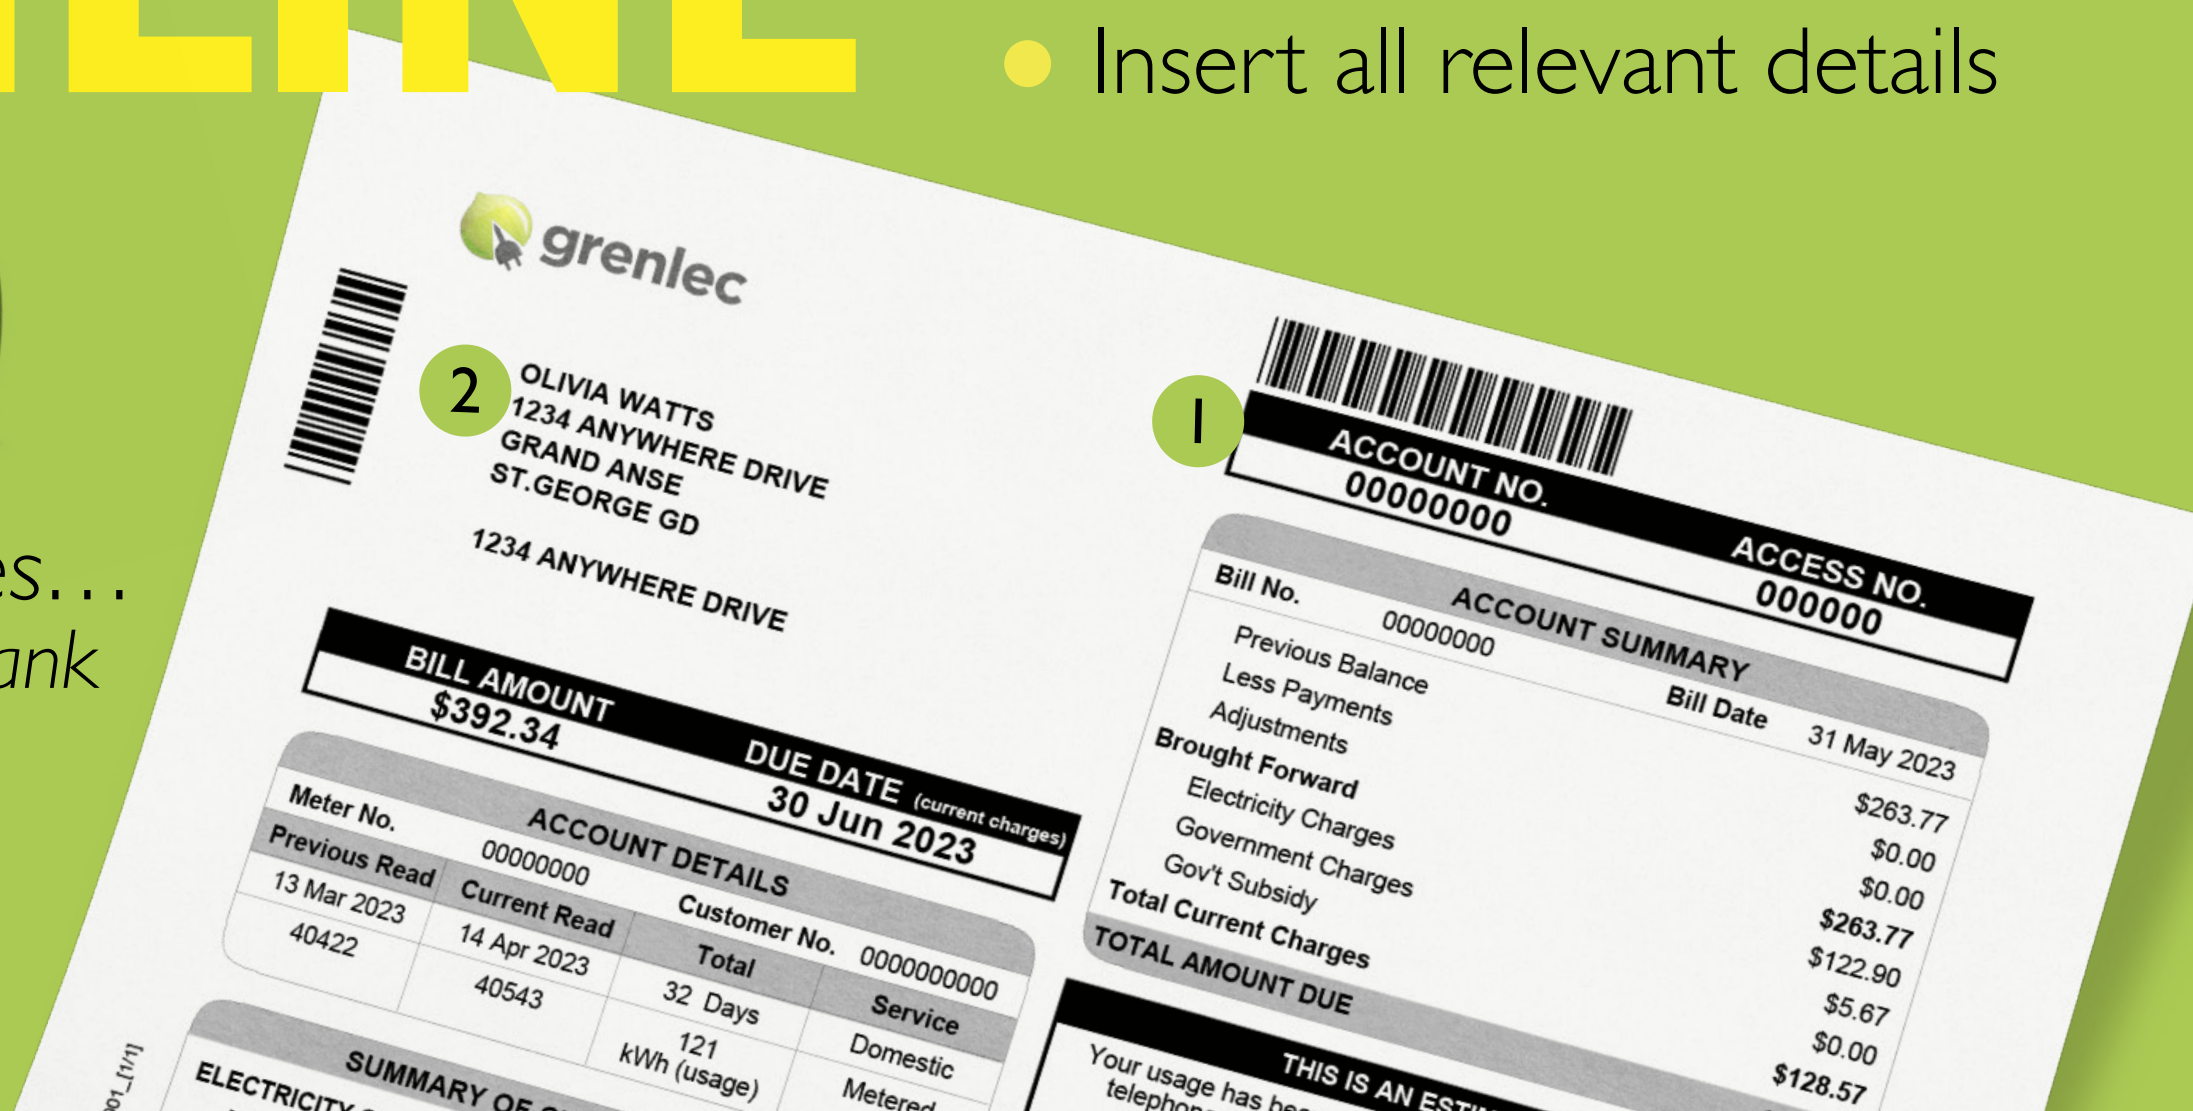 Insert all relevant details
grenlec
2
OLIVIA WATTS
1234 ANYWHERE DRIVE
GRAND ANSE
ST.GEORGE GD
1234 ANYWHERE DRIVE
BILL AMOUNT DUE DATE (current charges)
$392.34 30 Jun 2023
ACCOUNT DETAILS
Meter No. 00000000 Customer No. 0000000000
Previous Read Current Read Total Service
13 Mar 2023 14 Apr 2023 32 Days Domestic
40422 40543 121 Metered
kWh (usage)
SUMMARY OF
ELECTRICITY
001_[1/1]
1
ACCOUNT NO. ACCESS NO.
00000000 000000
ACCOUNT SUMMARY
Bill No. 00000000 Bill Date 31 May 2023
Previous Balance $263.77
Less Payments $0.00
Adjustments $0.00
Brought Forward $263.77
Electricity Charges $122.90
Government Charges $5.67
Gov't Subsidy $0.00
Total Current Charges $128.57
TOTAL AMOUNT DUE
THIS IS AN
Your usage has